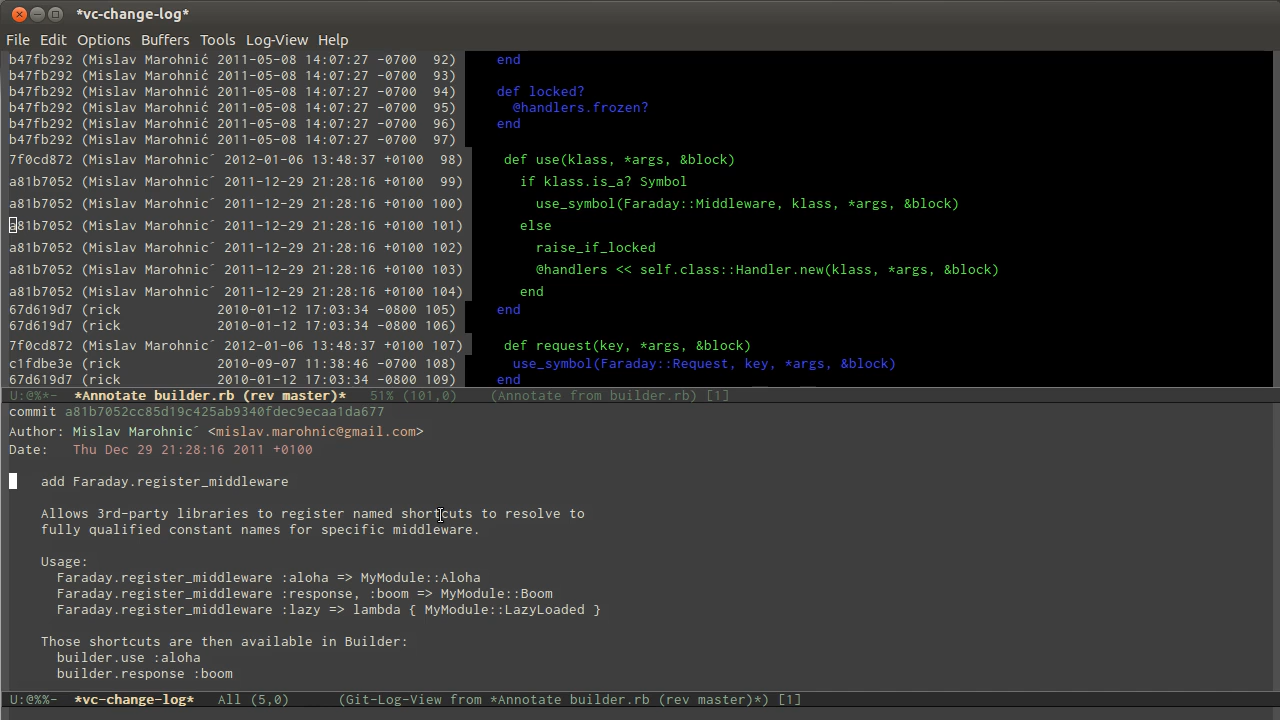 *vc-change-log*
File Edit Options Buffers Tools Log-View Help
b47fb292 (Mislav Marohnić 2011-05-08 14:07:27 -0700  92)     end
b47fb292 (Mislav Marohnić 2011-05-08 14:07:27 -0700  93)
b47fb292 (Mislav Marohnić 2011-05-08 14:07:27 -0700  94)     def locked?
b47fb292 (Mislav Marohnić 2011-05-08 14:07:27 -0700  95)       @handlers.frozen?
b47fb292 (Mislav Marohnić 2011-05-08 14:07:27 -0700  96)     end
b47fb292 (Mislav Marohnić 2011-05-08 14:07:27 -0700  97)
7f0cd872 (Mislav Marohnic´ 2012-01-06 13:48:37 +0100  98)     def use(klass, *args, &block)
a81b7052 (Mislav Marohnic´ 2011-12-29 21:28:16 +0100  99)       if klass.is_a? Symbol
a81b7052 (Mislav Marohnic´ 2011-12-29 21:28:16 +0100 100)         use_symbol(Faraday::Middleware, klass, *args, &block)
a81b7052 (Mislav Marohnic´ 2011-12-29 21:28:16 +0100 101)       else
a81b7052 (Mislav Marohnic´ 2011-12-29 21:28:16 +0100 102)         raise_if_locked
a81b7052 (Mislav Marohnic´ 2011-12-29 21:28:16 +0100 103)         @handlers << self.class::Handler.new(klass, *args, &block)
a81b7052 (Mislav Marohnic´ 2011-12-29 21:28:16 +0100 104)       end
67d619d7 (rick            2010-01-12 17:03:34 -0800 105)     end
67d619d7 (rick            2010-01-12 17:03:34 -0800 106)
7f0cd872 (Mislav Marohnic´ 2012-01-06 13:48:37 +0100 107)     def request(key, *args, &block)
c1fdbe3e (rick            2010-09-07 11:38:46 -0700 108)       use_symbol(Faraday::Request, key, *args, &block)
67d619d7 (rick            2010-01-12 17:03:34 -0800 109)     end
U:@%*-  *Annotate builder.rb (rev master)*   51% (101,0)    (Annotate from builder.rb) [1]
commit a81b7052cc85d19c425ab9340fdec9ecaa1da677
Author: Mislav Marohnic´ <mislav.marohnic@gmail.com>
Date:   Thu Dec 29 21:28:16 2011 +0100
    add Faraday.register_middleware
    Allows 3rd-party libraries to register named shortcuts to resolve to
    fully qualified constant names for specific middleware.
    Usage:
      Faraday.register_middleware :aloha => MyModule::Aloha
      Faraday.register_middleware :response, :boom => MyModule::Boom
      Faraday.register_middleware :lazy => lambda { MyModule::LazyLoaded }
    Those shortcuts are then available in Builder:
      builder.use :aloha
      builder.response :boom
U:@%%-  *vc-change-log*   All (5,0)      (Git-Log-View from *Annotate builder.rb (rev master)*) [1]